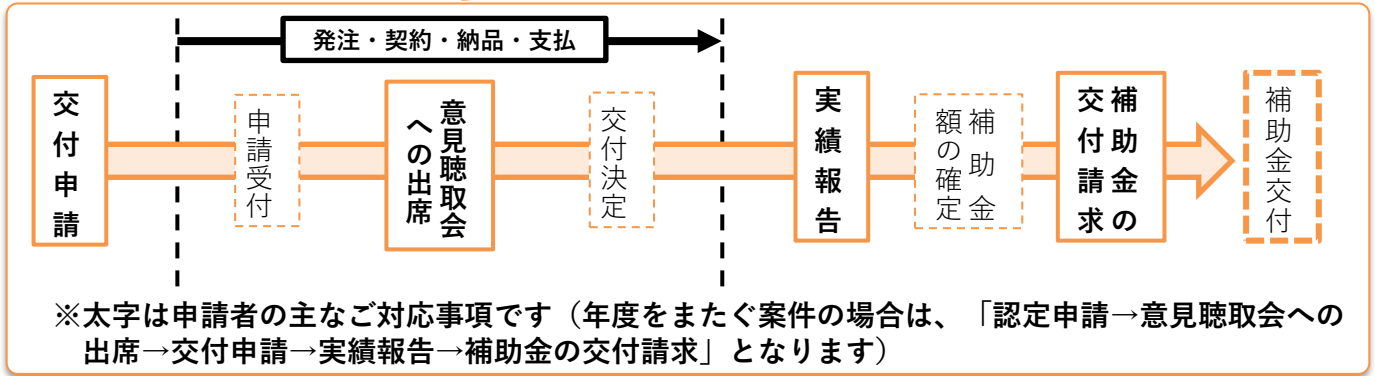 発注・契約・納品・支払
交付申請
申請受付
意見聴取会
への出席
交付決定
実績報告
補助金
額の確定
補助金の
交付請求
補助金交付
※太字は申請者の主なご対応事項です（年度をまたぐ案件の場合は、「認定申請→意見聴取会への
出席→交付申請→実績報告→補助金の交付請求」となります）